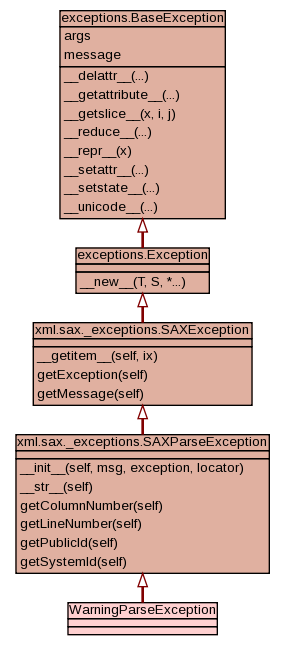 exceptions.BaseException
args
message
__delattr__(...)
__getattribute__(...)
__getslice__(x, i, j)
__reduce__(...)
__repr__(x)
__setattr__(...)
__setstate__(...)
__unicode__(...)
exceptions.Exception
__new__(T, S, *...)
xml.sax._exceptions.SAXException
__getitem__(self, ix)
getException(self)
getMessage(self)
xml.sax._exceptions.SAXParseException
__init__(self, msg, exception, locator)
__str__(self)
getColumnNumber(self)
getLineNumber(self)
getPublicId(self)
getSystemId(self)
WarningParseException